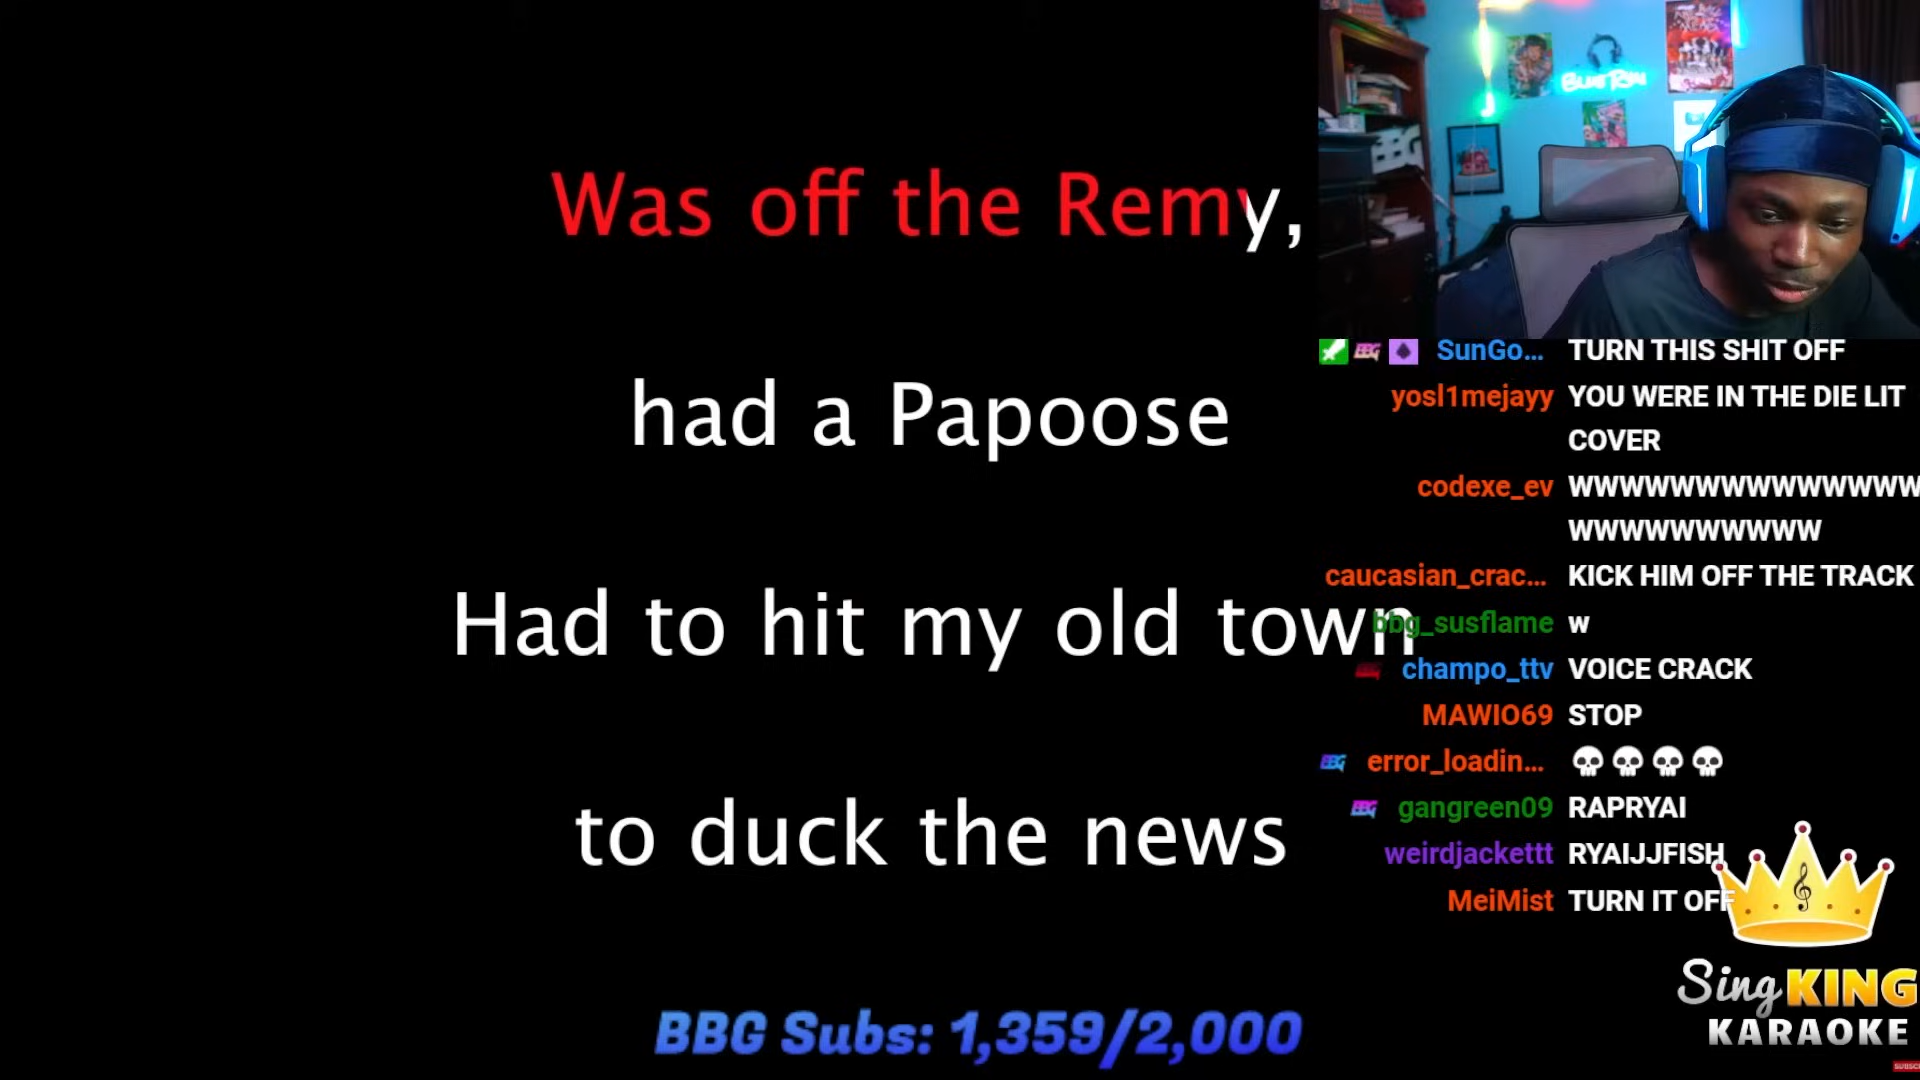 Was off the Remy,
had a Papoose
Had to hit my old town
to duck the news
SunGo... TURN THIS SHIT OFF
yosl1mejayy YOU WERE IN THE DIE LIT
COVER
codexe_ev WWWWWWWWWWWWWW
WWWWWWWWWW
caucasian_crac... KICK HIM OFF THE TRACK
bbg_susflame w
champo_ttv VOICE CRACK
MAWIO69 STOP
BBG error_loadin... 💀💀💀💀
BBG gangreen09 RAPRYAI
weirdjackettt RYAIJJFISH
MeiMist TURN IT OFF
Sing KING
KARAOKE
BBG Subs: 1,359/2,000